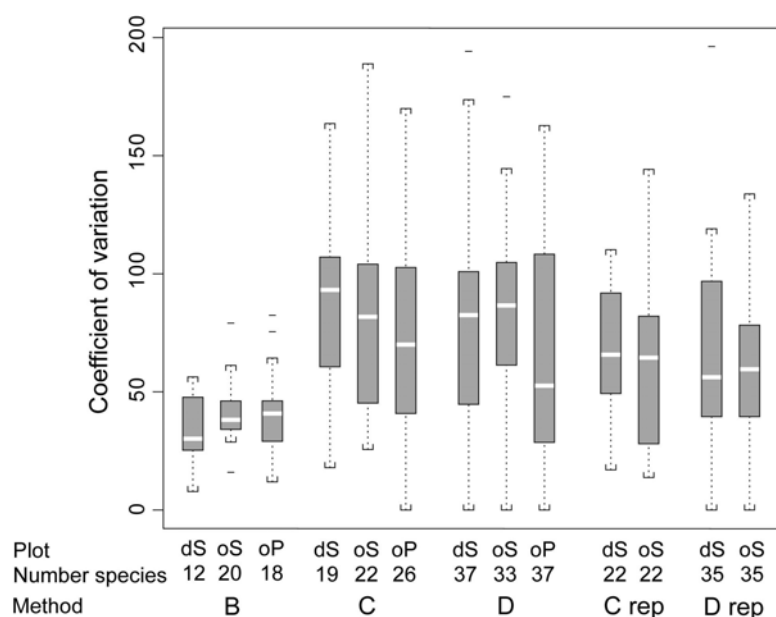 200
150
100
50
0
Coefficient of variation
Plot dS oS oP dS oS oP dS oS oP dS oS dS oS
Number species 12 20 18 19 22 26 37 33 37 22 22 35 35
Method B C D C rep D rep